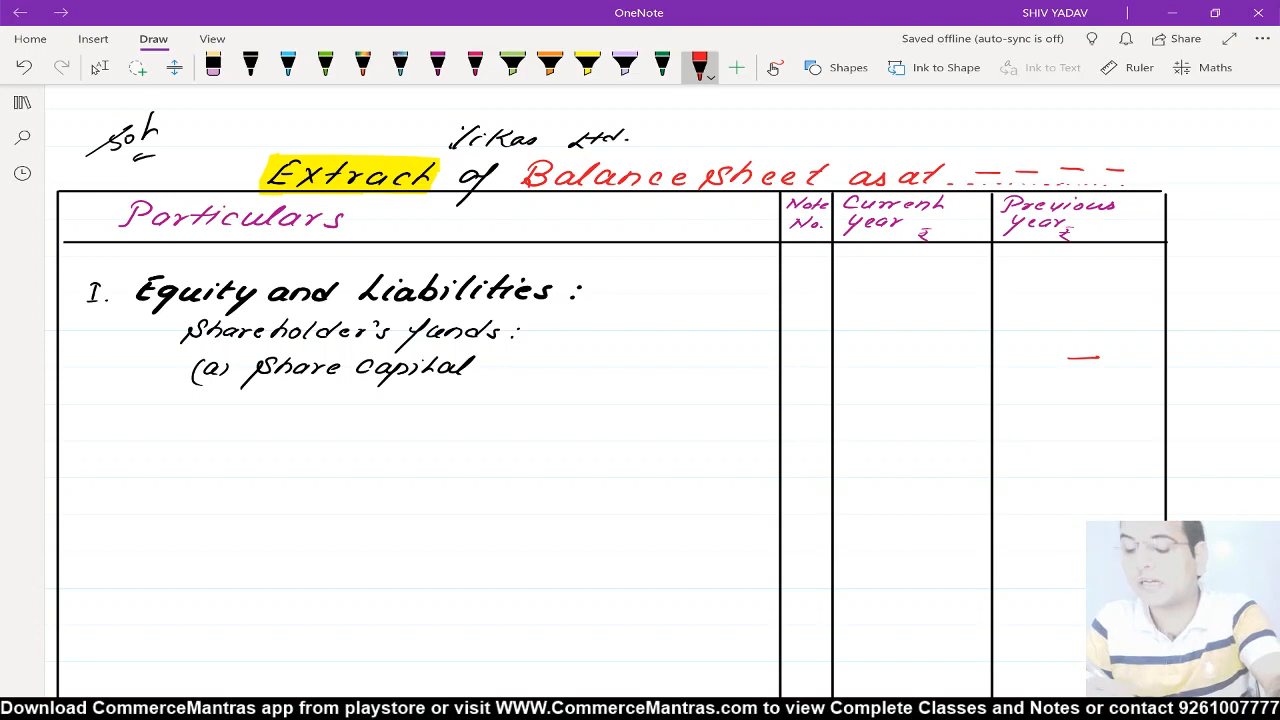 OneNote
SHIV YADAV
Home Insert Draw View
Saved offline (auto-sync is off)
Share
Shapes
Ink to Shape
Ink to Text
Ruler
Maths
Sol
Vikas Ltd.
Extract of Balance Sheet as at
Particulars
Note No.
Current year ₹
Previous year ₹
I. Equity and Liabilities :
Shareholder's funds :
(a) Share Capital
Download CommerceMantras app from playstore or visit WWW.CommerceMantras.com to view Complete Classes and Notes or contact 9261007777